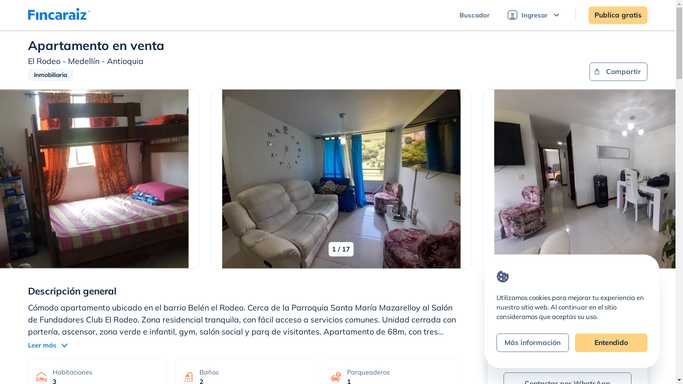 Fincaraiz
Buscador
Ingresar
Publica gratis
Apartamento en venta
El Rodeo - Medellín - Antioquia
Inmobiliaria
Compartir
1 / 17
Descripción general
Cómodo apartamento ubicado en el barrio Belén el Rodeo. Cerca de la Parroquia Santa María Mazarelloy al Salón
de Fundadores Club El Rodeo. Zona residencial tranquila, con fácil acceso a servicios comunes. Unidad cerrada con
portería, ascensor, zona verde e infantil, gym, salón social y parq de visitantes. Apartamento de 68m, con tres...
Leer más
Habitaciones
3
Baños
2
Parqueaderos
1
Utilizamos cookies para mejorar tu experiencia en
nuestro sitio web. Al continuar en el sitio
consideramos que aceptas su uso.
Más información
Entendido
Contactar por WhatsApp